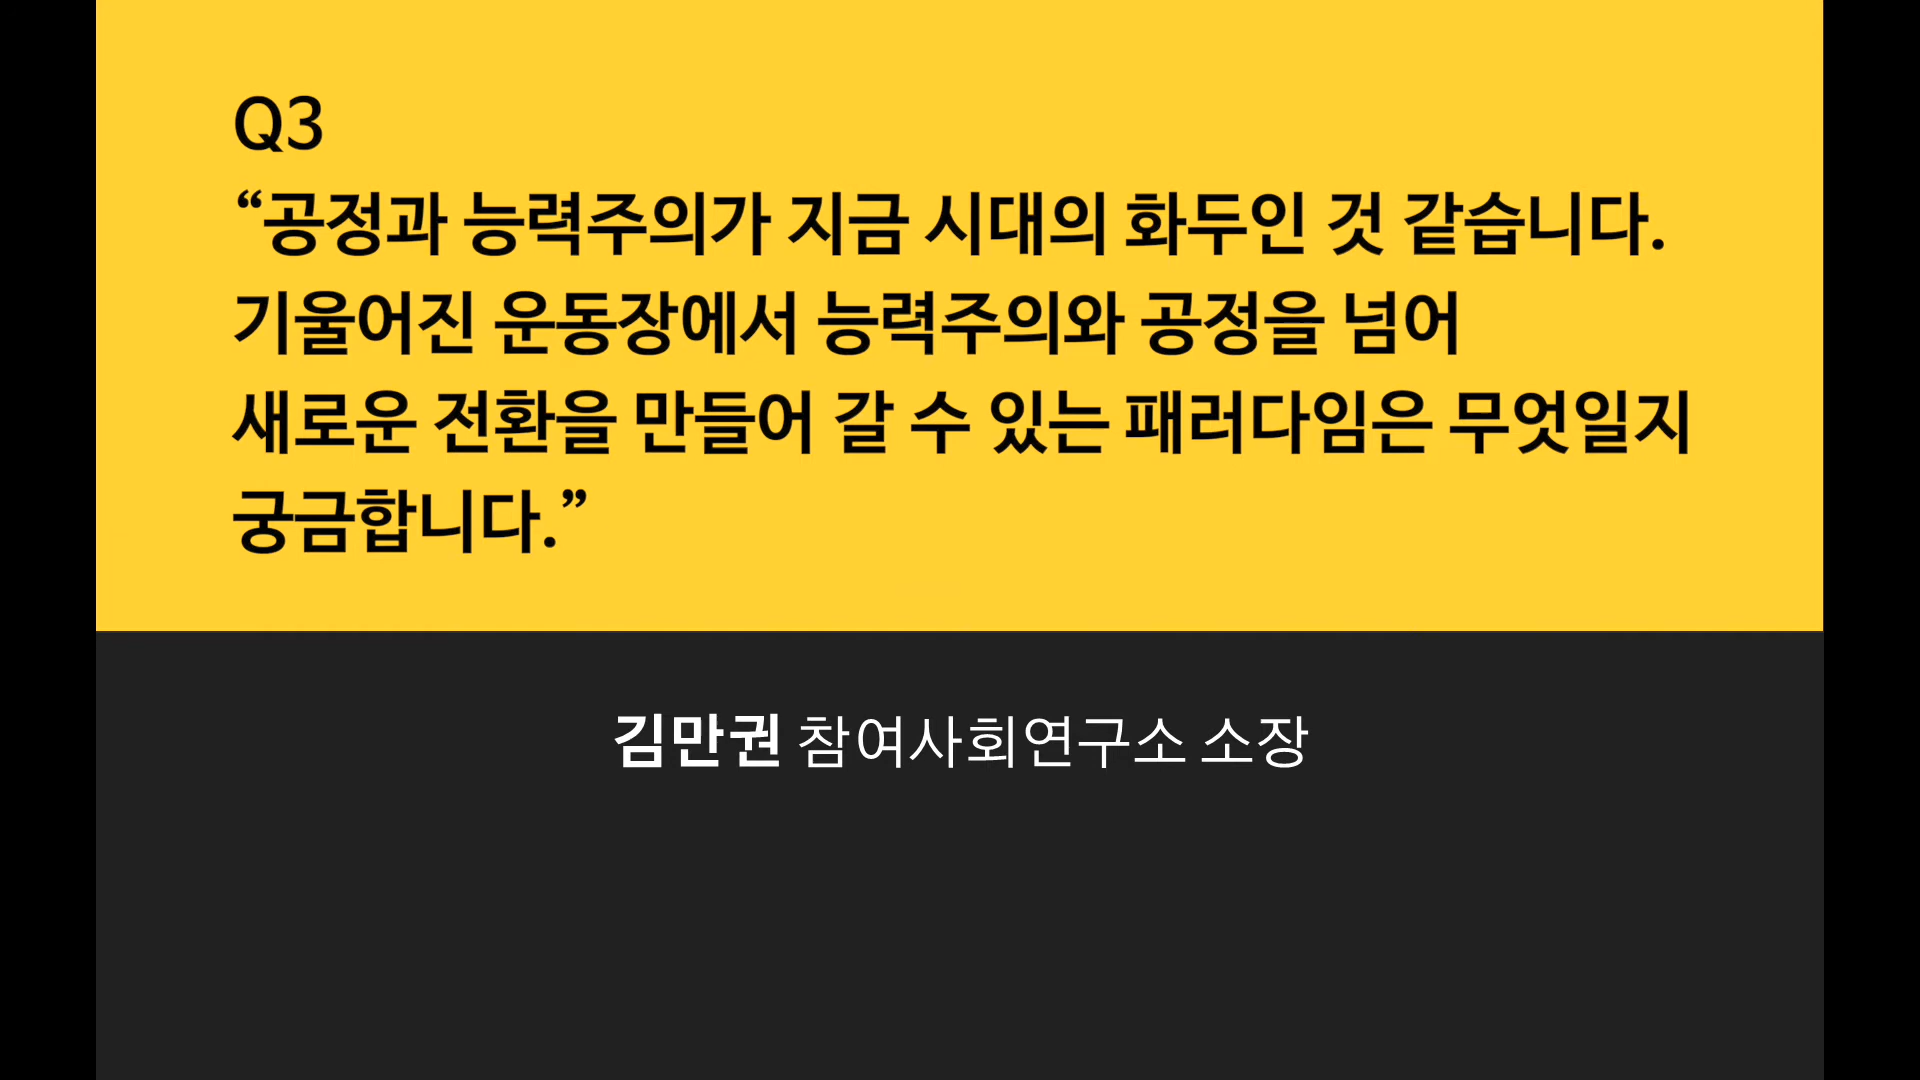 Q3
“공정과 능력주의가 지금 시대의 화두인 것 같습니다.
기울어진 운동장에서 능력주의와 공정을 넘어
새로운 전환을 만들어 갈 수 있는 패러다임은 무엇일지
궁금합니다.”
김만권 참여사회연구소 소장